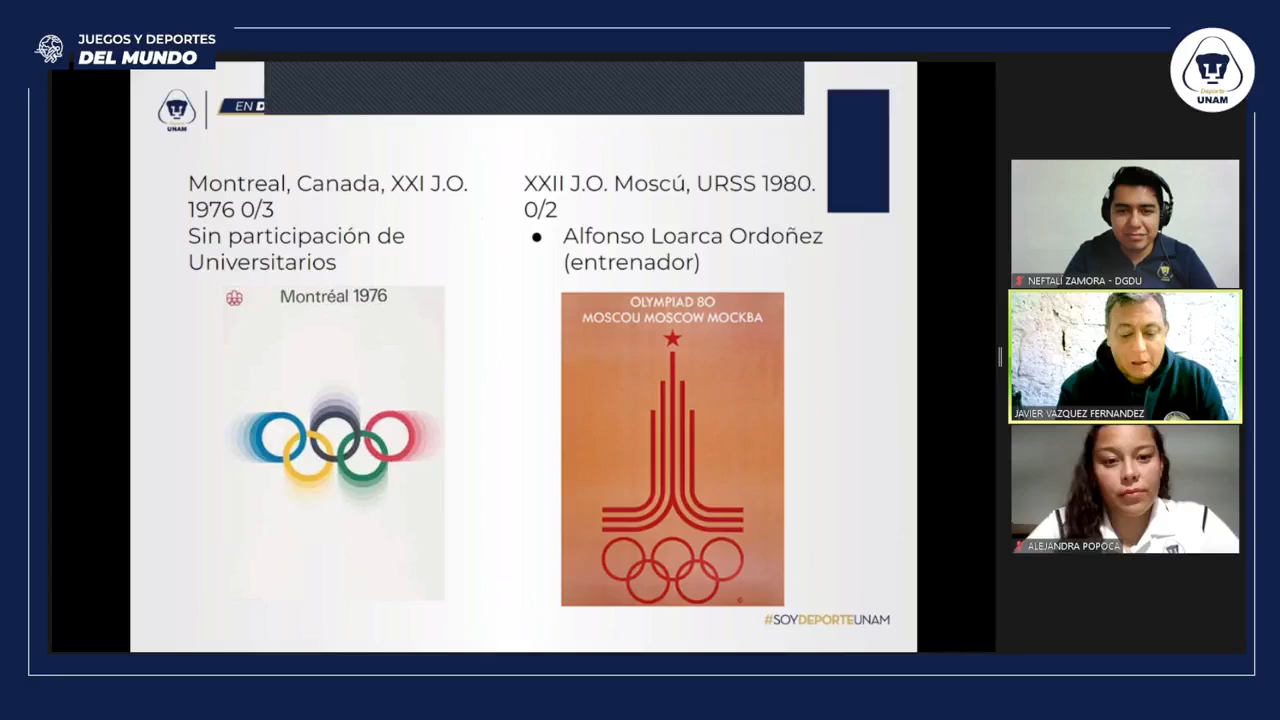 JUEGOS Y DEPORTES
DEL MUNDO
Deporte
UNAM
UNAM
EN D
Montreal, Canada, XXI J.O.
1976 0/3
Sin participación de
Universitarios
Montréal 1976
XXII J.O. Moscú, URSS 1980.
0/2
● Alfonso Loarca Ordoñez
(entrenador)
OLYMPIAD 80
MOSCOU MOSCOW МОСКВА
#SOYDEPORTEUNAM
NEFTALÍ ZAMORA - DGDU
JAVIER VAZQUEZ FERNANDEZ
ALEJANDRA POPOCA